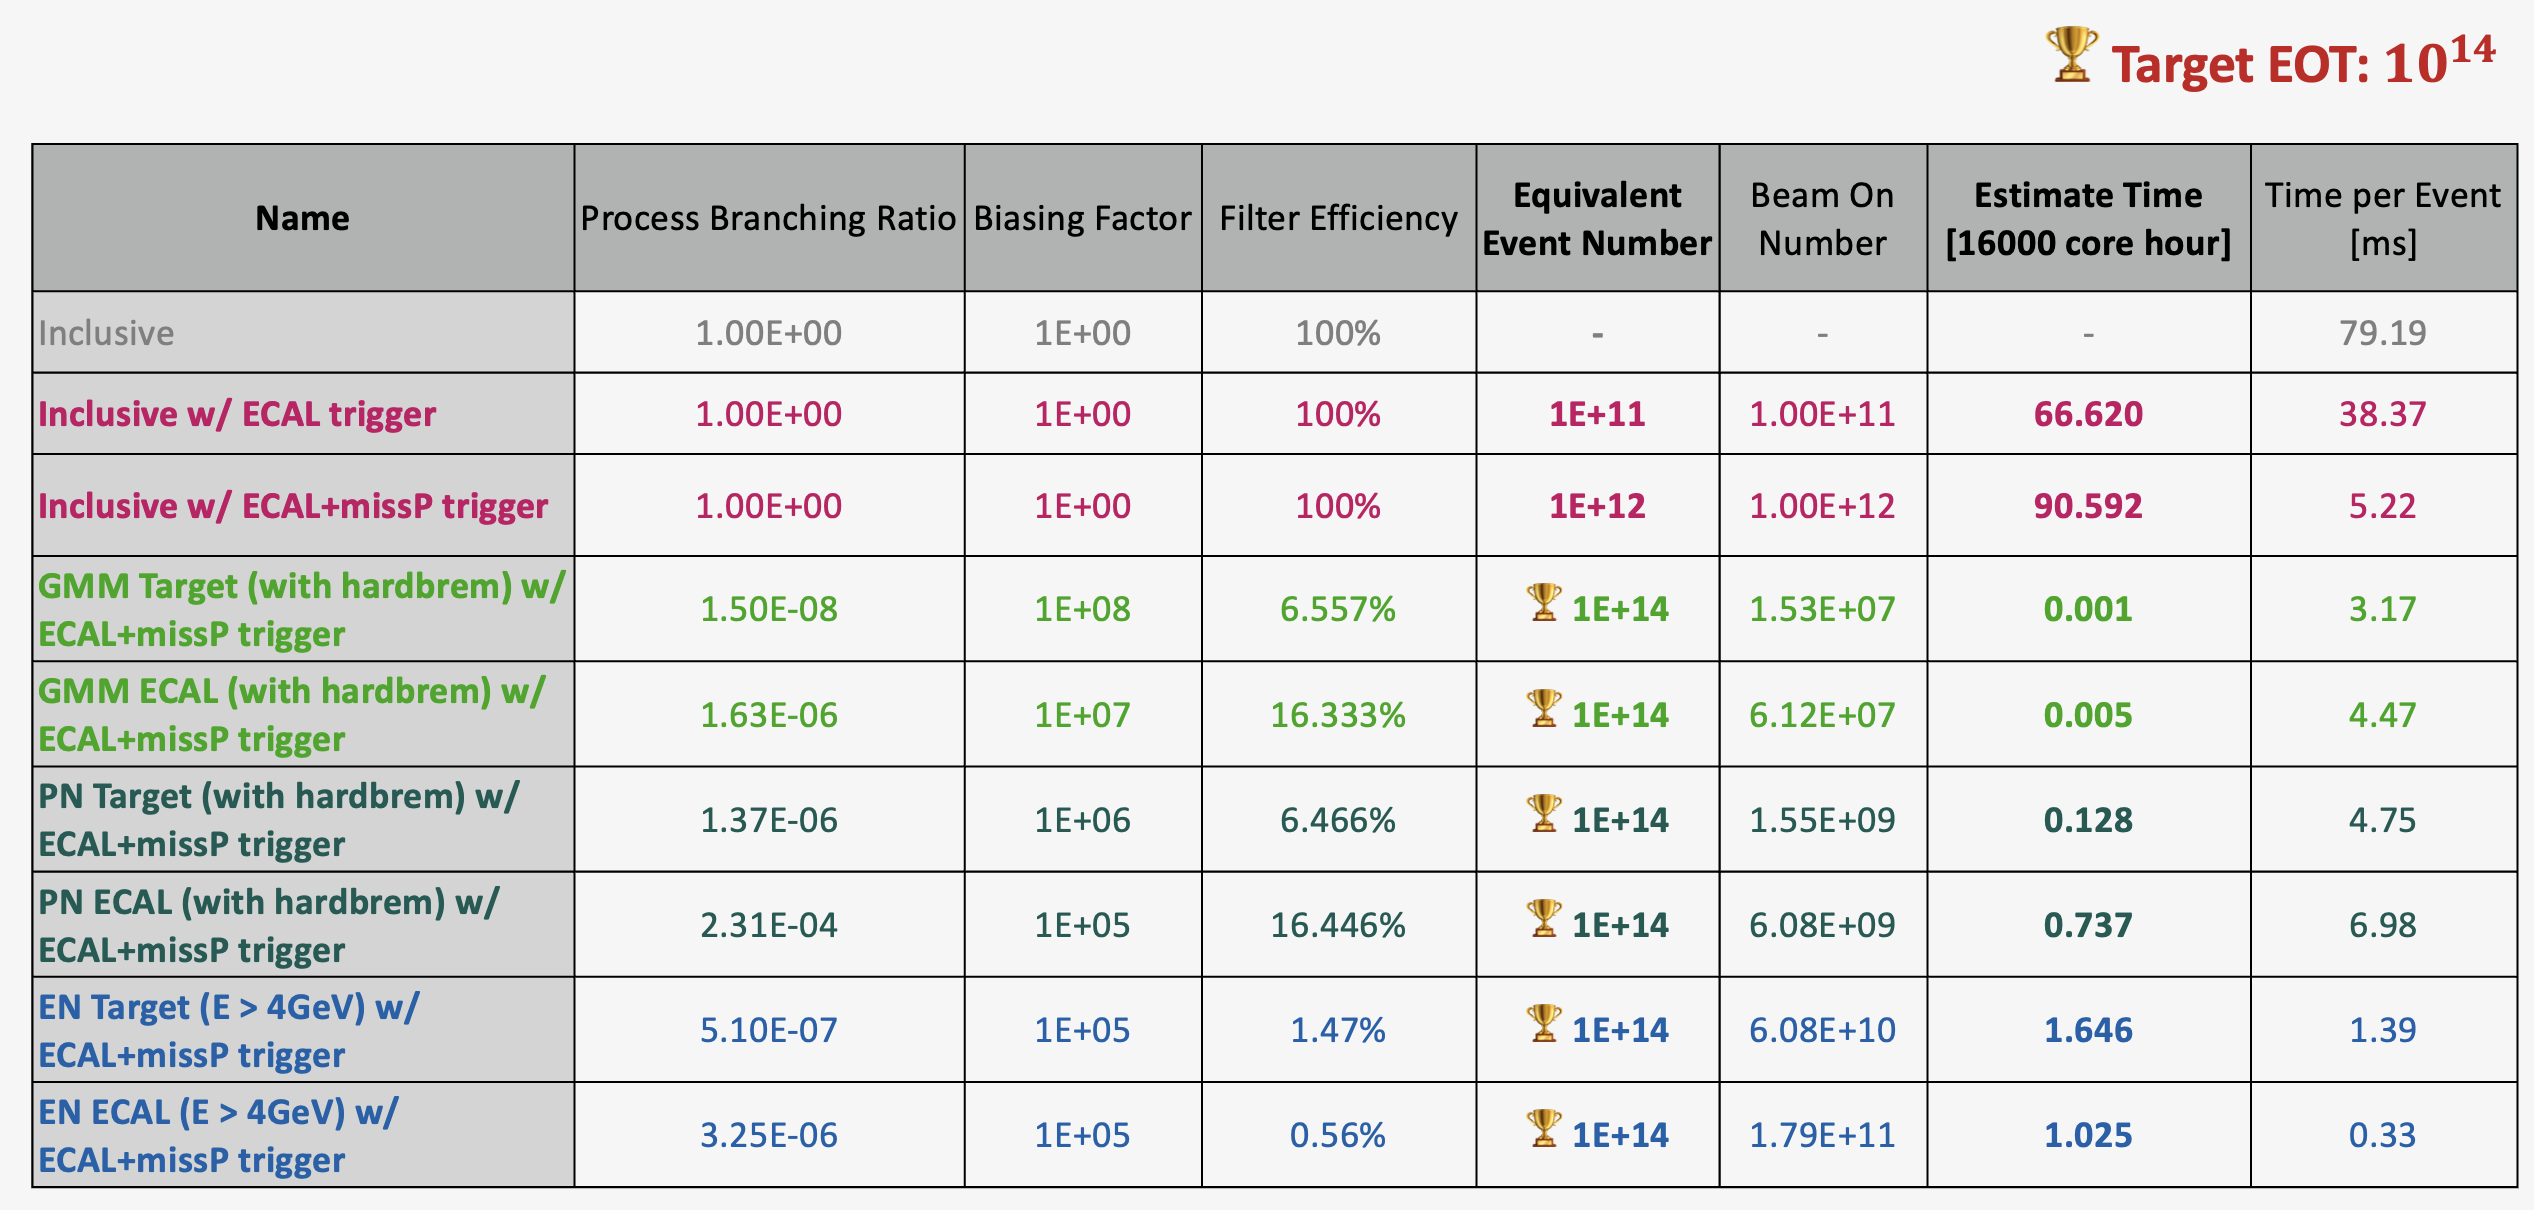 🏆 Target EOT: 10¹⁴
Name
Process Branching Ratio
Biasing Factor
Filter Efficiency
Equivalent
Event Number
Beam On
Number
Estimate Time
[16000 core hour]
Time per Event
[ms]
Inclusive
1.00E+00
1E+00
100%
-
-
-
79.19
Inclusive w/ ECAL trigger
1.00E+00
1E+00
100%
1E+11
1.00E+11
66.620
38.37
Inclusive w/ ECAL+missP trigger
1.00E+00
1E+00
100%
1E+12
1.00E+12
90.592
5.22
GMM Target (with hardbrem) w/
ECAL+missP trigger
1.50E-08
1E+08
6.557%
🏆 1E+14
1.53E+07
0.001
3.17
GMM ECAL (with hardbrem) w/
ECAL+missP trigger
1.63E-06
1E+07
16.333%
🏆 1E+14
6.12E+07
0.005
4.47
PN Target (with hardbrem) w/
ECAL+missP trigger
1.37E-06
1E+06
6.466%
🏆 1E+14
1.55E+09
0.128
4.75
PN ECAL (with hardbrem) w/
ECAL+missP trigger
2.31E-04
1E+05
16.446%
🏆 1E+14
6.08E+09
0.737
6.98
EN Target (E > 4GeV) w/
ECAL+missP trigger
5.10E-07
1E+05
1.47%
🏆 1E+14
6.08E+10
1.646
1.39
EN ECAL (E > 4GeV) w/
ECAL+missP trigger
3.25E-06
1E+05
0.56%
🏆 1E+14
1.79E+11
1.025
0.33